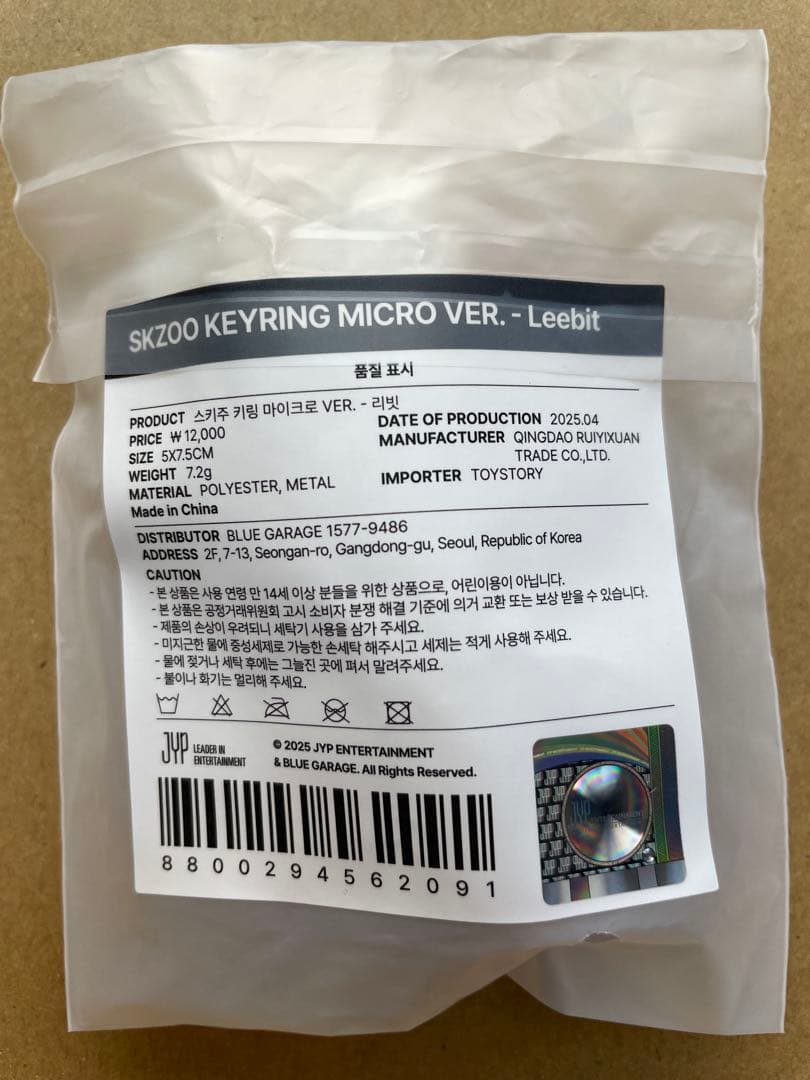 SKZOO KEYRING MICRO VER. - Leebit
품질 표시
PRODUCT 스키주 키링 마이크로 VER. - 리빗
PRICE ₩ 12,000
SIZE 5X7.5CM
WEIGHT 7.2g
MATERIAL POLYESTER, METAL
Made in China
DATE OF PRODUCTION 2025.04
MANUFACTURER QINGDAO RUIYIXUAN
TRADE CO.,LTD.
IMPORTER TOYSTORY
DISTRIBUTOR BLUE GARAGE 1577-9486
ADDRESS 2F, 7-13, Seongan-ro, Gangdong-gu, Seoul, Republic of Korea
CAUTION
- 본 상품은 사용 연령 만 14세 이상 분들을 위한 상품으로, 어린이용이 아닙니다.
- 본 상품은 공정거래위원회 고시 소비자 분쟁 해결 기준에 의거 교환 또는 보상 받을 수 있습니다.
- 제품의 손상이 우려되니 세탁기 사용을 삼가 주세요.
- 미지근한 물에 중성세제로 가능한 손세탁 해주시고 세제는 적게 사용해 주세요.
- 물에 젖거나 세탁 후에는 그늘진 곳에 펴서 말려주세요.
- 불이나 화기는 멀리해 주세요.
JYP LEADER IN
ENTERTAINMENT
© 2025 JYP ENTERTAINMENT
& BLUE GARAGE. All Rights Reserved.
8800294562091
JYP